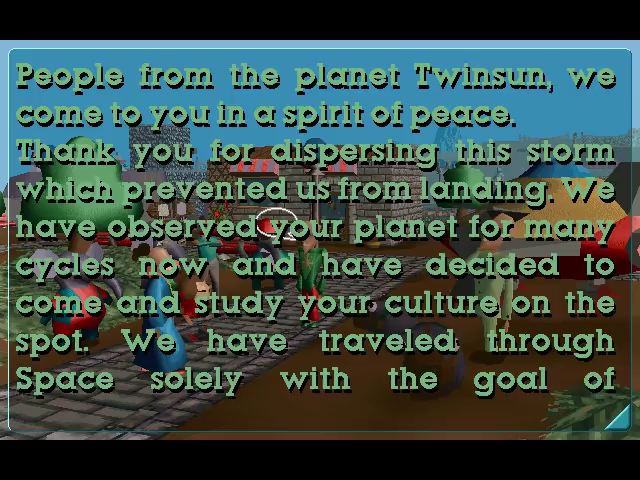 People from the planet Twinsun, we
come to you in a spirit of peace.
Thank you for dispersing this storm
which prevented us from landing. We
have observed your planet for many
cycles now and have decided to
come and study your culture on the
spot. We have traveled through
Space solely with the goal of